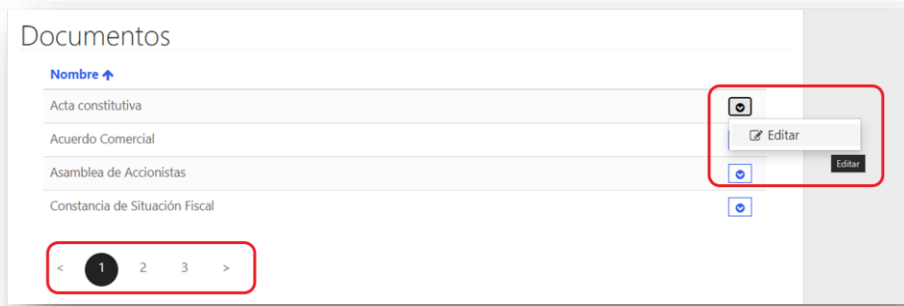 Documentos
Nombre
Acta constitutiva
Acuerdo Comercial
Editar
Asamblea de Accionistas
Editar
Constancia de Situación Fiscal
< 1 2 3 >